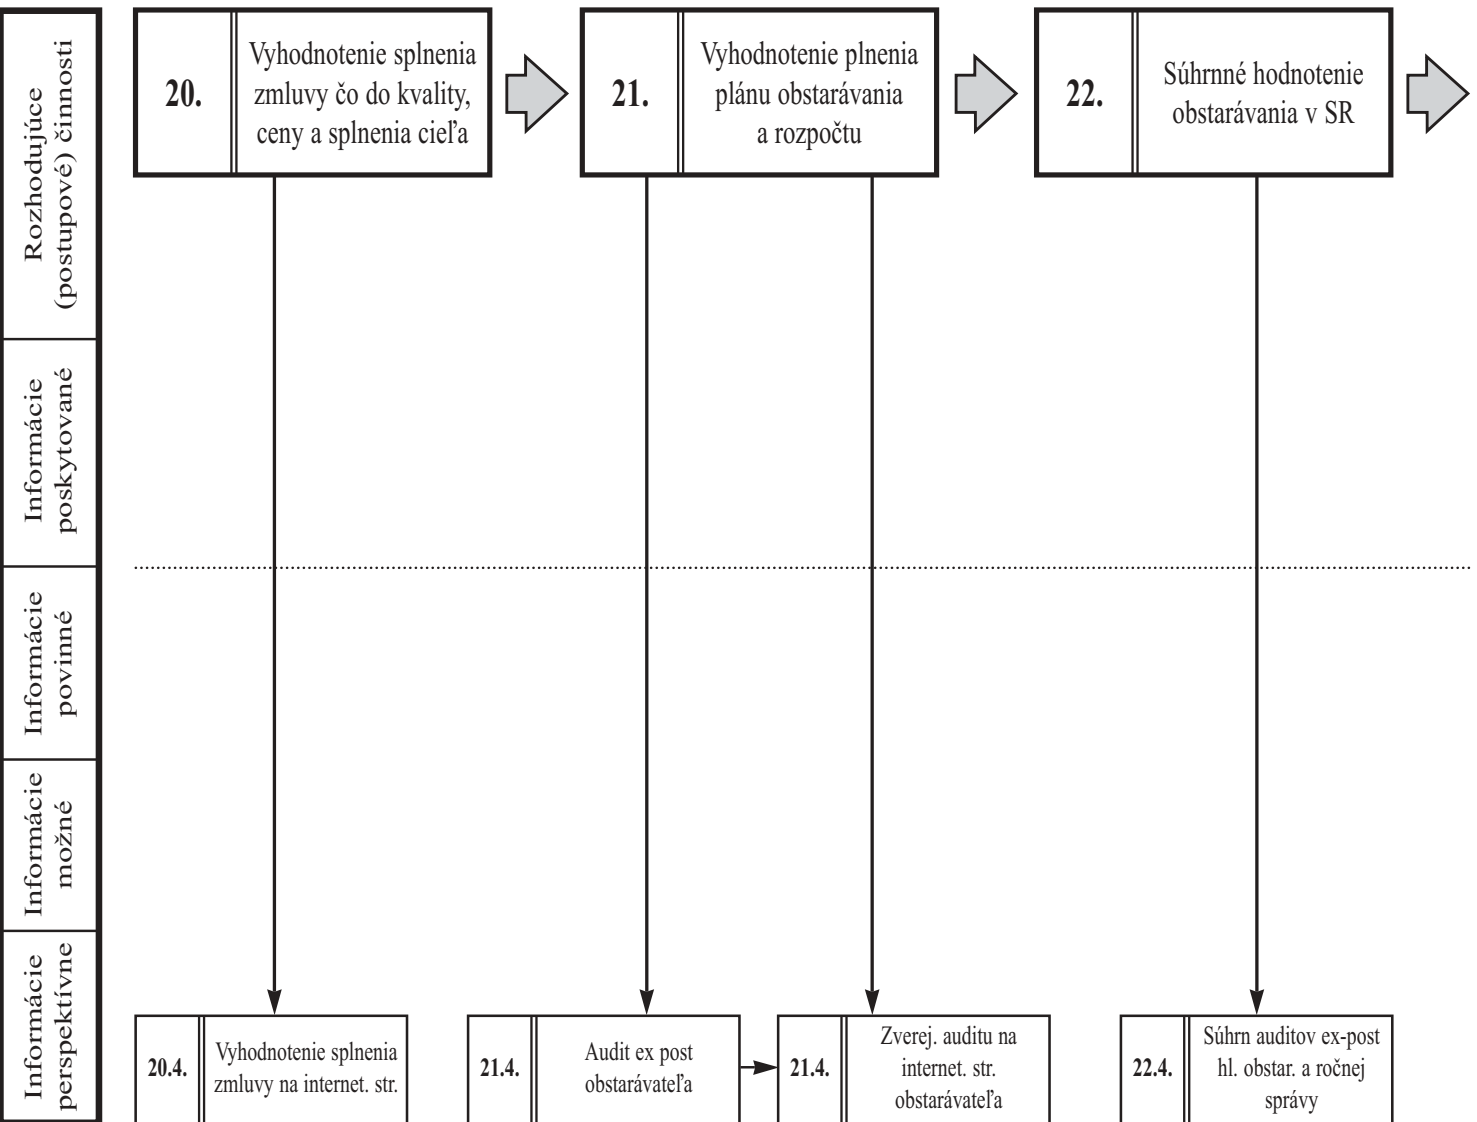 Rozhodujúce
(postupové) činnosti
Informácie
poskytované
Informácie
povinné
Informácie
možné
Informácie
perspektívne
20.
Vyhodnotenie splnenia
zmluvy čo do kvality,
ceny a splnenia cieľa
21.
Vyhodnotenie plnenia
plánu obstarávania
a rozpočtu
22.
Súhrnné hodnotenie
obstarávania v SR
20.4.
Vyhodnotenie splnenia
zmluvy na internet. str.
21.4.
Audit ex post
obstarávateľa
21.4.
Zverej. auditu na
internet. str.
obstarávateľa
22.4.
Súhrn auditov ex-post
hl. obstar. a ročnej
správy